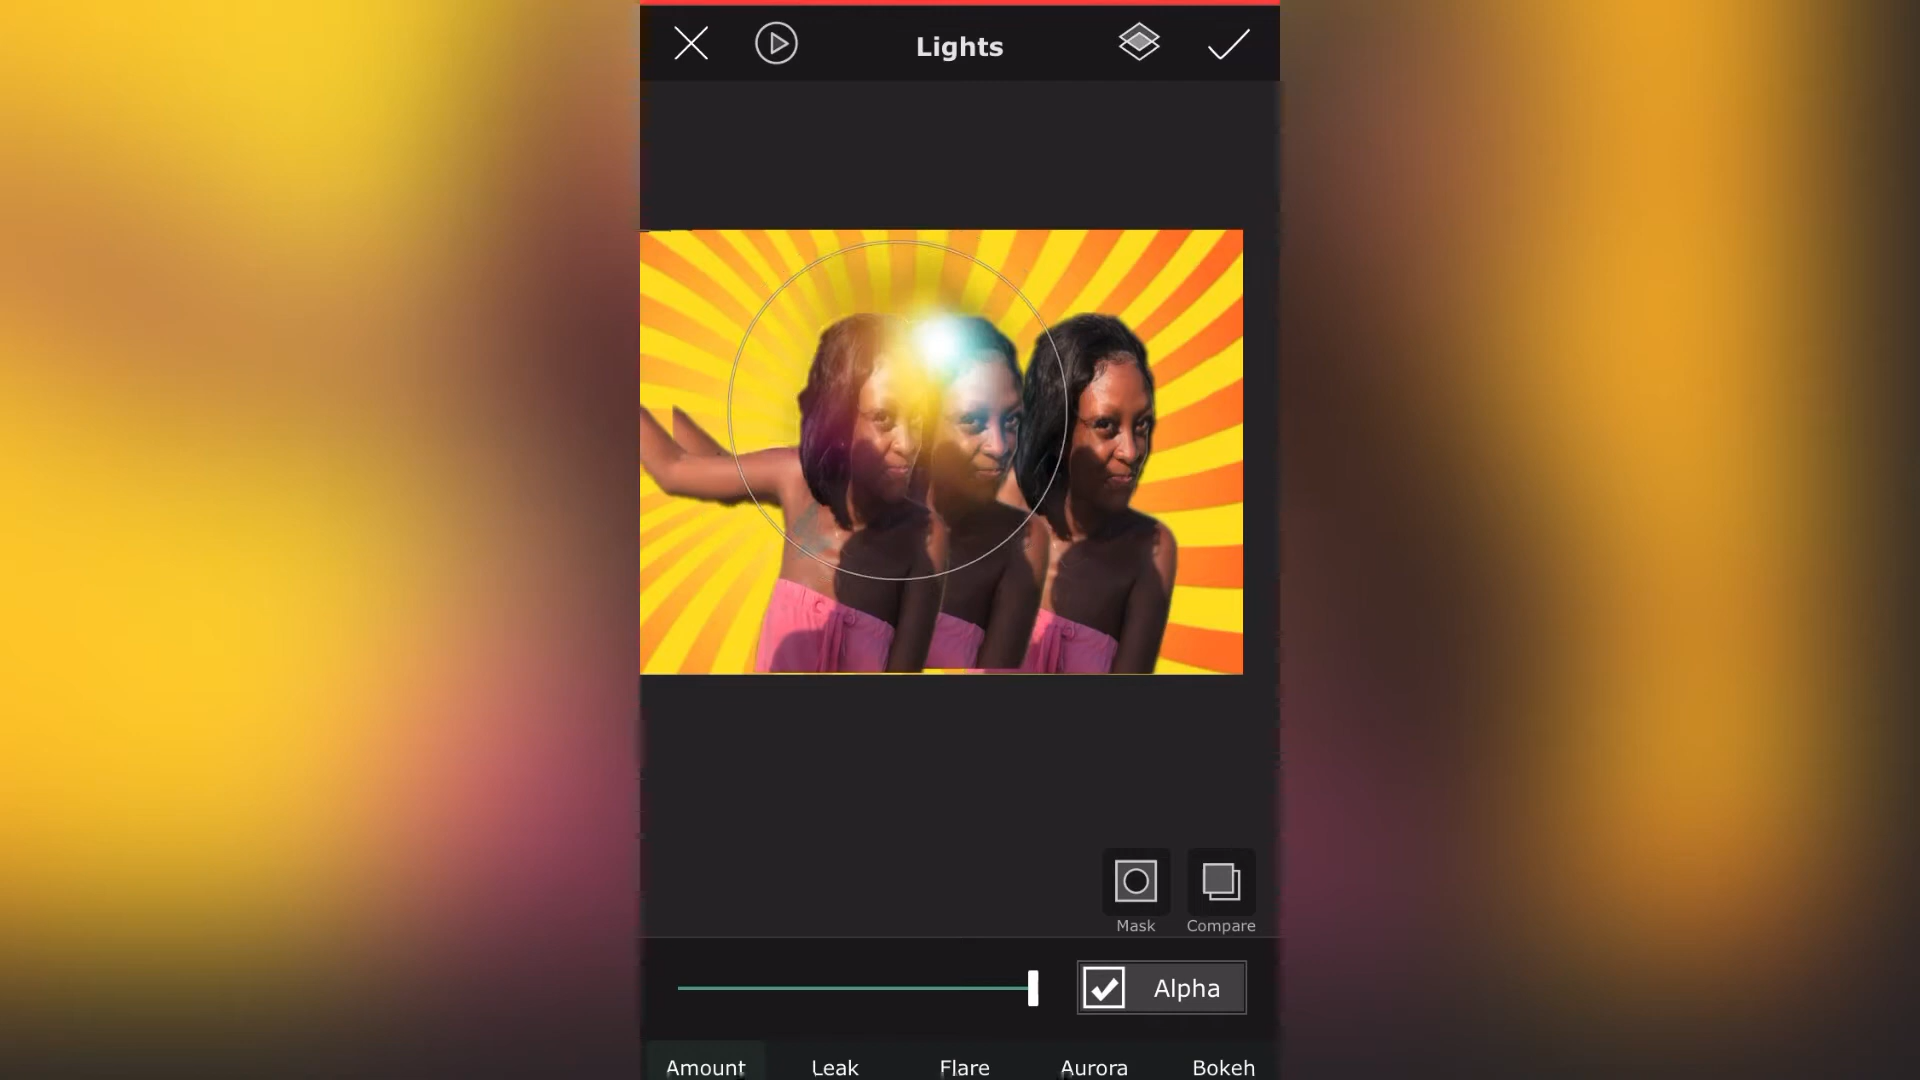 Lights
Mask
Compare
Alpha
Amount
Leak
Flare
Aurora
Bokeh